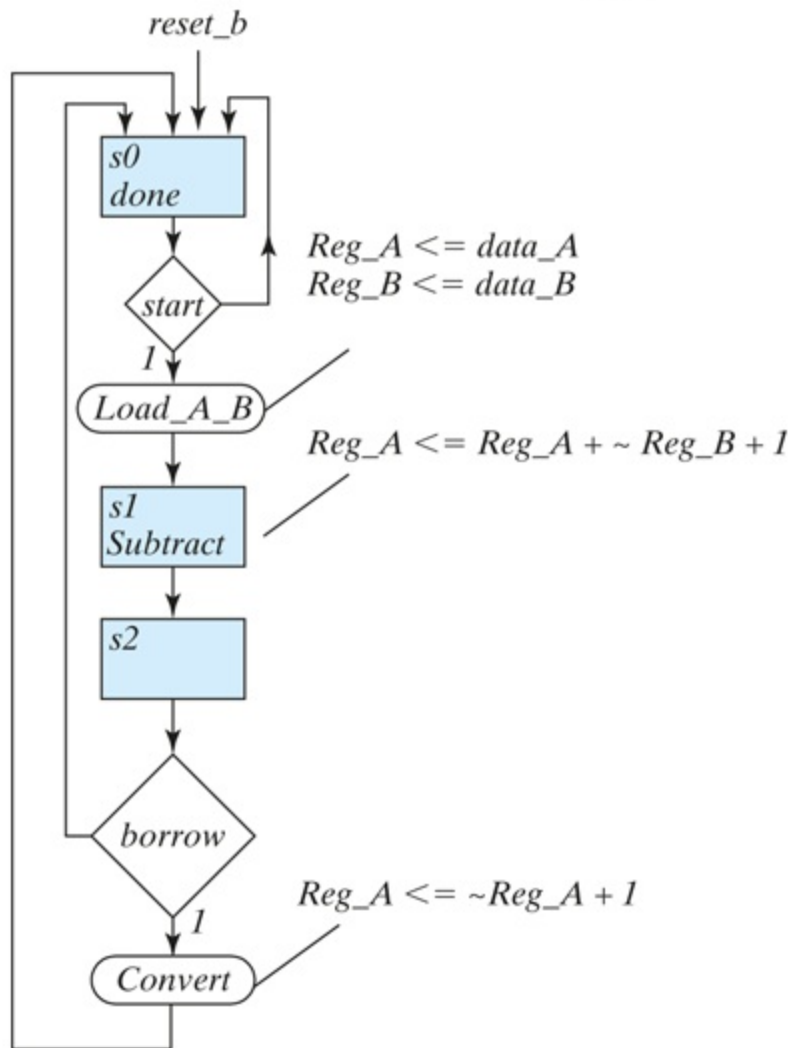 reset_b
s0
done
Reg_A <= data_A
Reg_B <= data_B
start
1
Load_A_B
Reg_A <= Reg_A + ~ Reg_B + 1
s1
Subtract
s2
borrow
Reg_A <= ~Reg_A + 1
1
Convert